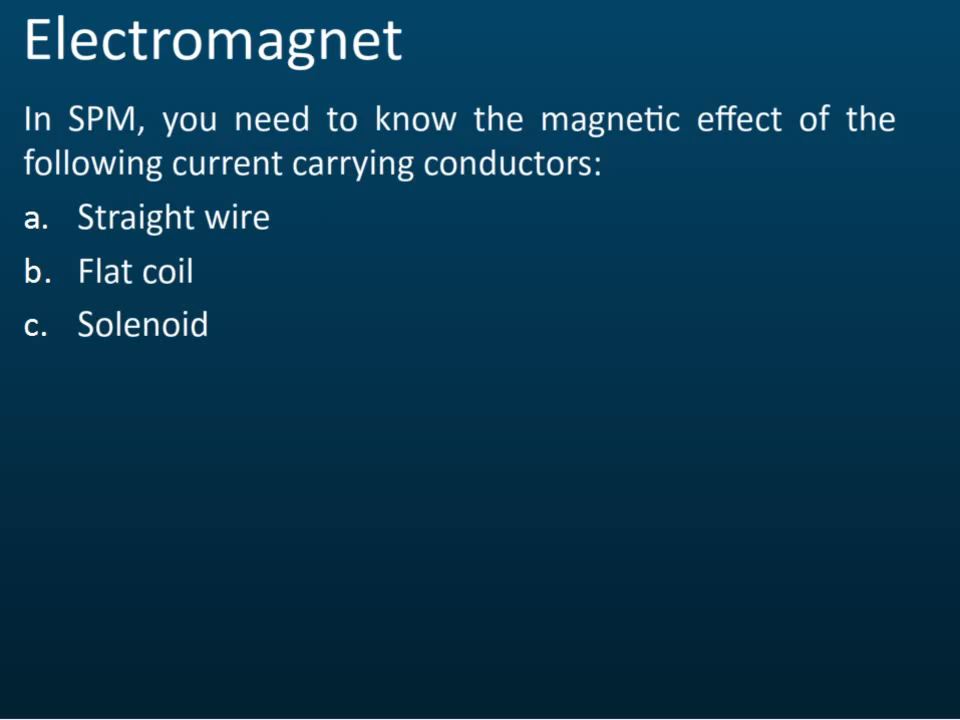 Electromagnet
In SPM, you need to know the magnetic effect of the
following current carrying conductors:
a. Straight wire
b. Flat coil
c. Solenoid